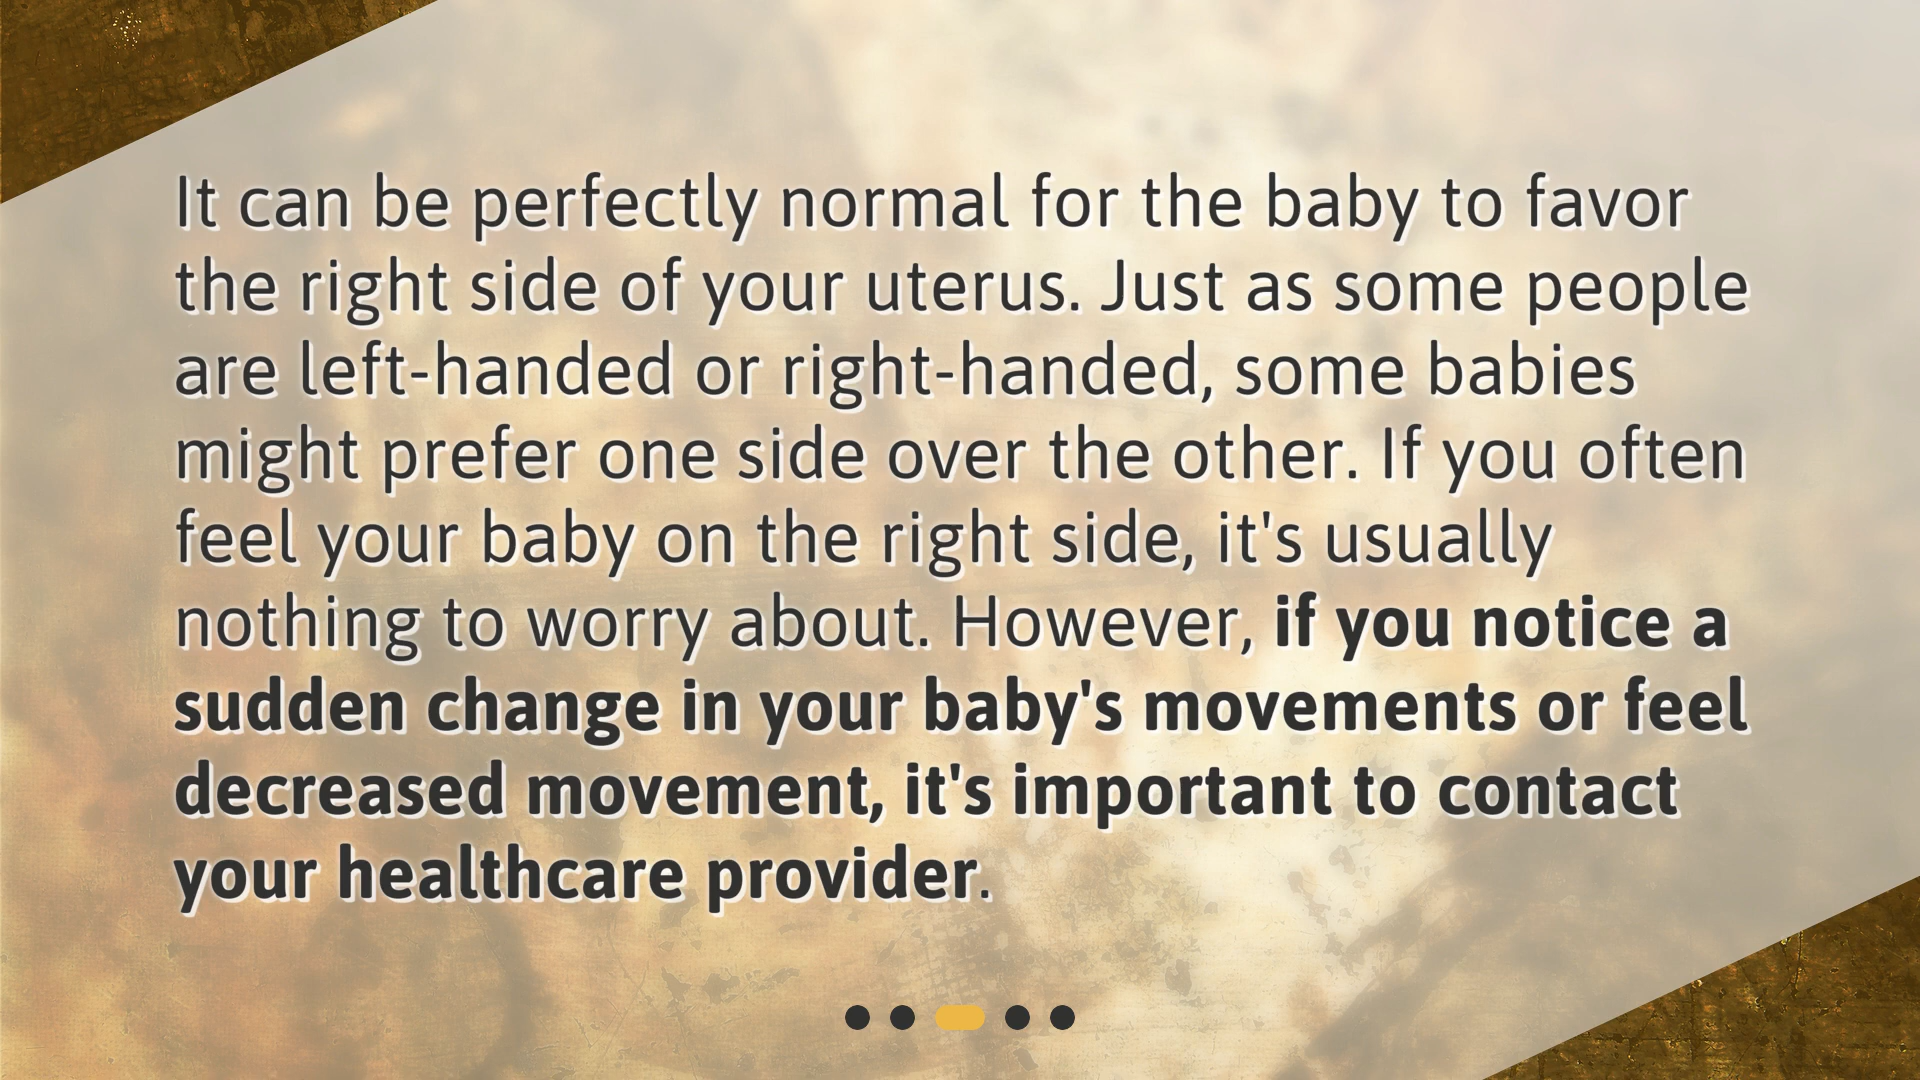 It can be perfectly normal for the baby to favor
the right side of your uterus. Just as some people
are left-handed or right-handed, some babies
might prefer one side over the other. If you often
feel your baby on the right side, it's usually
nothing to worry about. However, if you notice a
sudden change in your baby's movements or feel
decreased movement, it's important to contact
your healthcare provider.